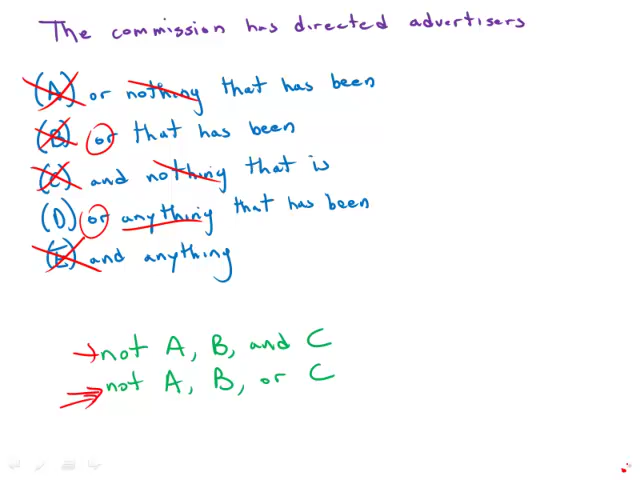 The commission has directed advertisers
(A) or nothing that has been
(B) or that has been
(C) and nothing that is
(D) or anything that has been
(E) and anything
not A, B, and C
not A, B, or C